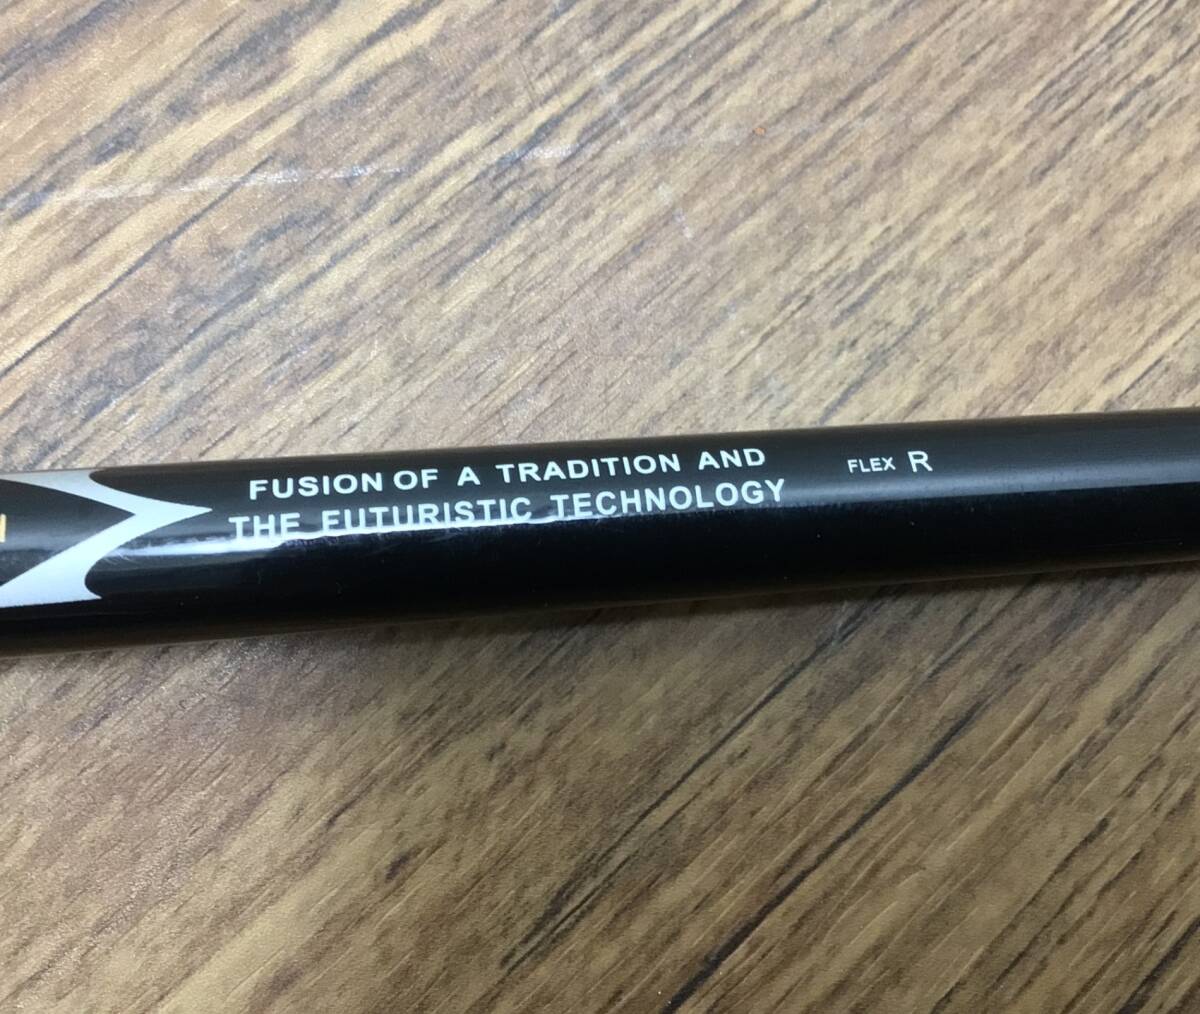 FUSION OF A TRADITION AND
THE FUTURISTIC TECHNOLOGY
FLEX R